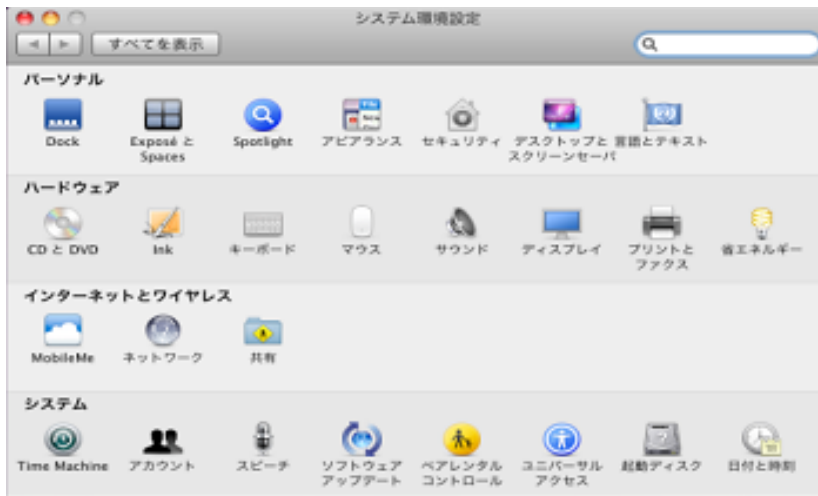 システム環境設定
すべてを表示
パーソナル
Dock
Exposé と
Spaces
Spotlight
アピアランス
セキュリティ
デスクトップと
スクリーンセーバ
言語とテキスト
ハードウェア
CD と DVD
Ink
キーボード
マウス
サウンド
ディスプレイ
プリントと
ファクス
省エネルギー
インターネットとワイヤレス
MobileMe
ネットワーク
共有
システム
Time Machine
アカウント
スピーチ
ソフトウェア
アップデート
ペアレンタル
コントロール
ユニバーサル
アクセス
起動ディスク
日付と時刻